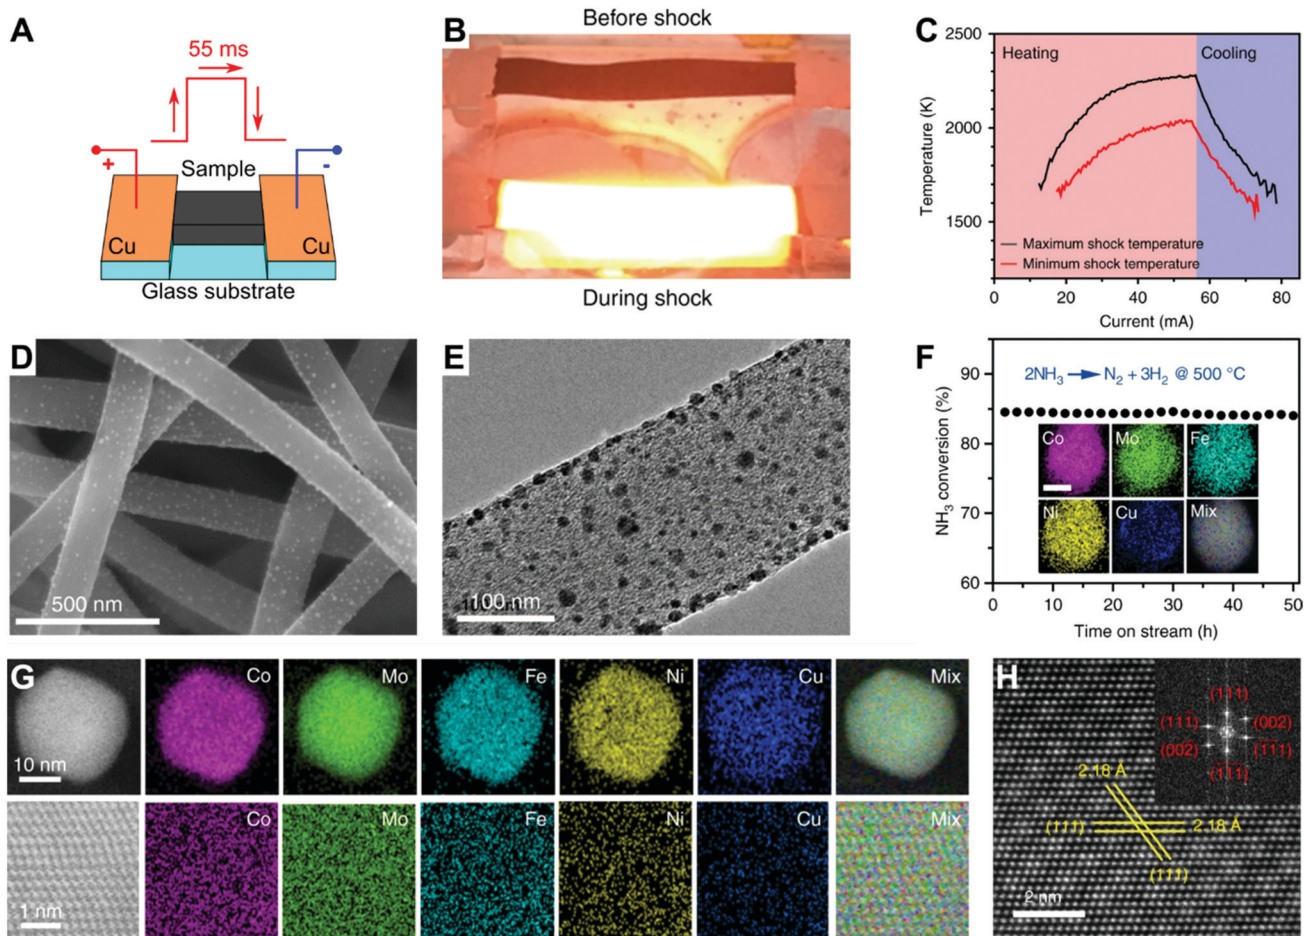 A
55 ms
+
-
Sample
Cu
Cu
Glass substrate
Before shock
B
During shock
C
2500
2000
1500
Temperature (K)
Heating
Cooling
Maximum shock temperature
Minimum shock temperature
0
20
40
60
80
Current (mA)
D
500 nm
E
100 nm
F
90
80
70
60
NH₃ conversion (%)
2NH₃ → N₂ + 3H₂ @ 500 °C
Co
Mo
Fe
Ni
Cu
Mix
0
10
20
30
40
50
Time on stream (h)
G
Co
Mo
Fe
Ni
Cu
Mix
10 nm
Co
Mo
Fe
Ni
Cu
Mix
1 nm
H
(111)
(111)
(002)
(002)
(111)
(111)
2.18 Å
(111)
2.18 Å
(111)
2 nm